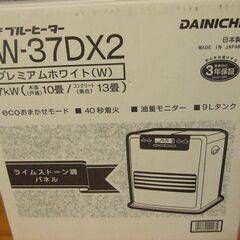 ブルーヒーター
DAINICHI
W-37DX2
日本製
MADE IN JAPAN
プレミアムホワイト(W)
7kW 木造(戸建)10畳 コンクリート(集合)13畳
3年保証
■ ecoおまかせモード ■ 40秒着火 ■ 油量モニター ■ 9Lタンク
ライムストーン調
パネル